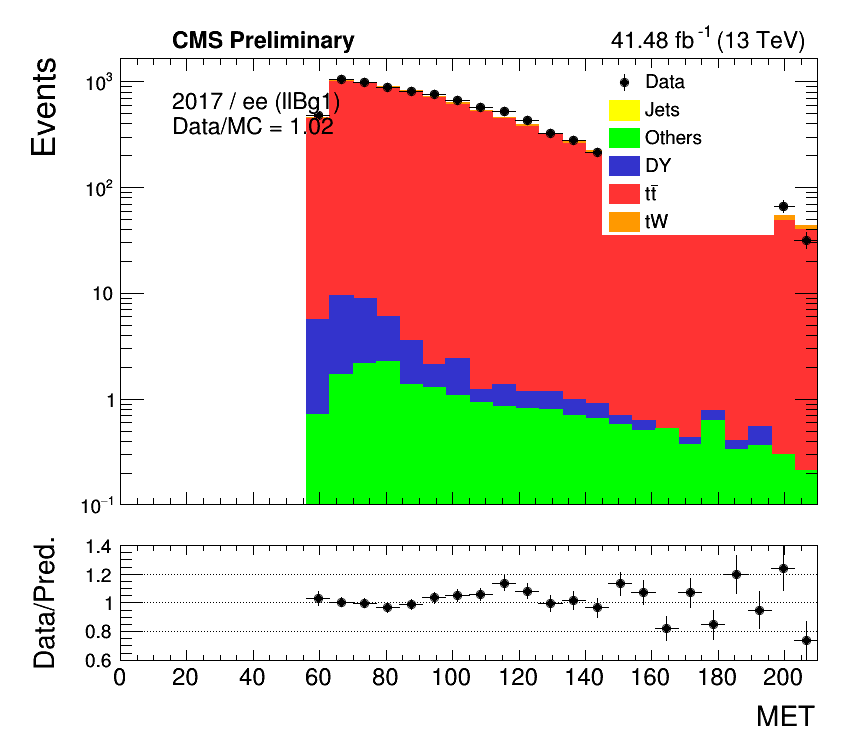 CMS Preliminary 41.48 fb⁻¹ (13 TeV)
Events
10³
10²
10
1
10⁻¹
2017 / ee (llBg1)
Data/MC = 1.02
Data
Jets
Others
DY
tt̄
tW
Data/Pred.
1.4
1.2
1
0.8
0.6
0 20 40 60 80 100 120 140 160 180 200
MET